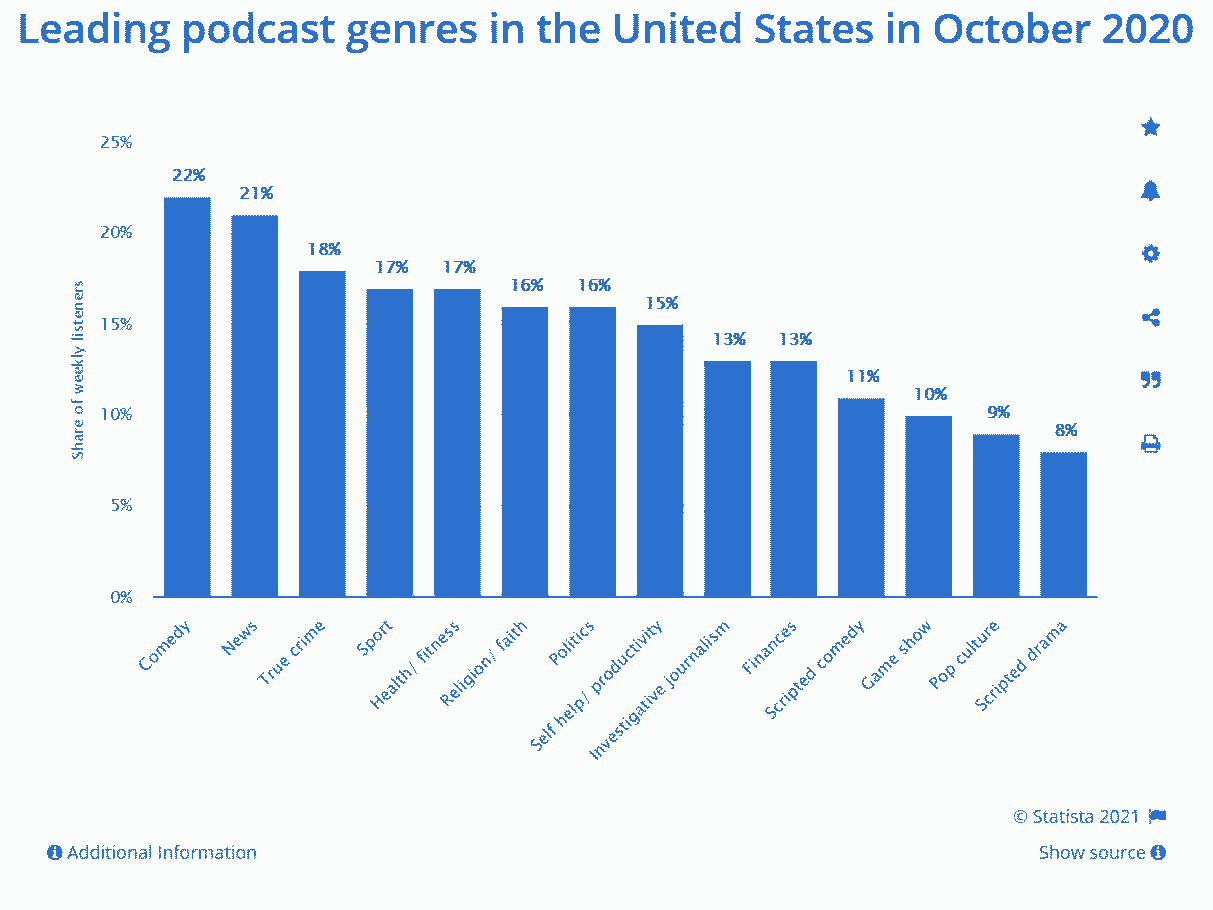 Leading podcast genres in the United States in October 2020
25%
20%
15%
10%
5%
0%
Share of weekly listeners
22%
21%
18%
17%
17%
16%
16%
15%
13%
13%
11%
10%
9%
8%
Comedy
News
True crime
Sport
Health/ fitness
Religion/ faith
Politics
Self help/ productivity
Investigative journalism
Finances
Scripted comedy
Game show
Pop culture
Scripted drama
© Statista 2021
Additional Information
Show source